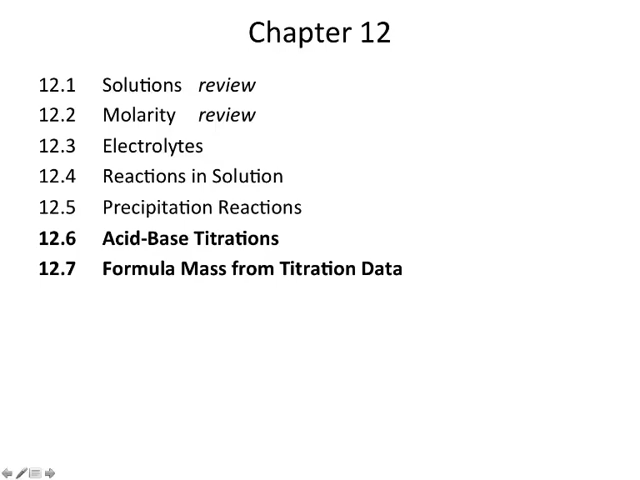 Chapter 12
12.1 Solutions review
12.2 Molarity review
12.3 Electrolytes
12.4 Reactions in Solution
12.5 Precipitation Reactions
12.6 Acid-Base Titrations
12.7 Formula Mass from Titration Data